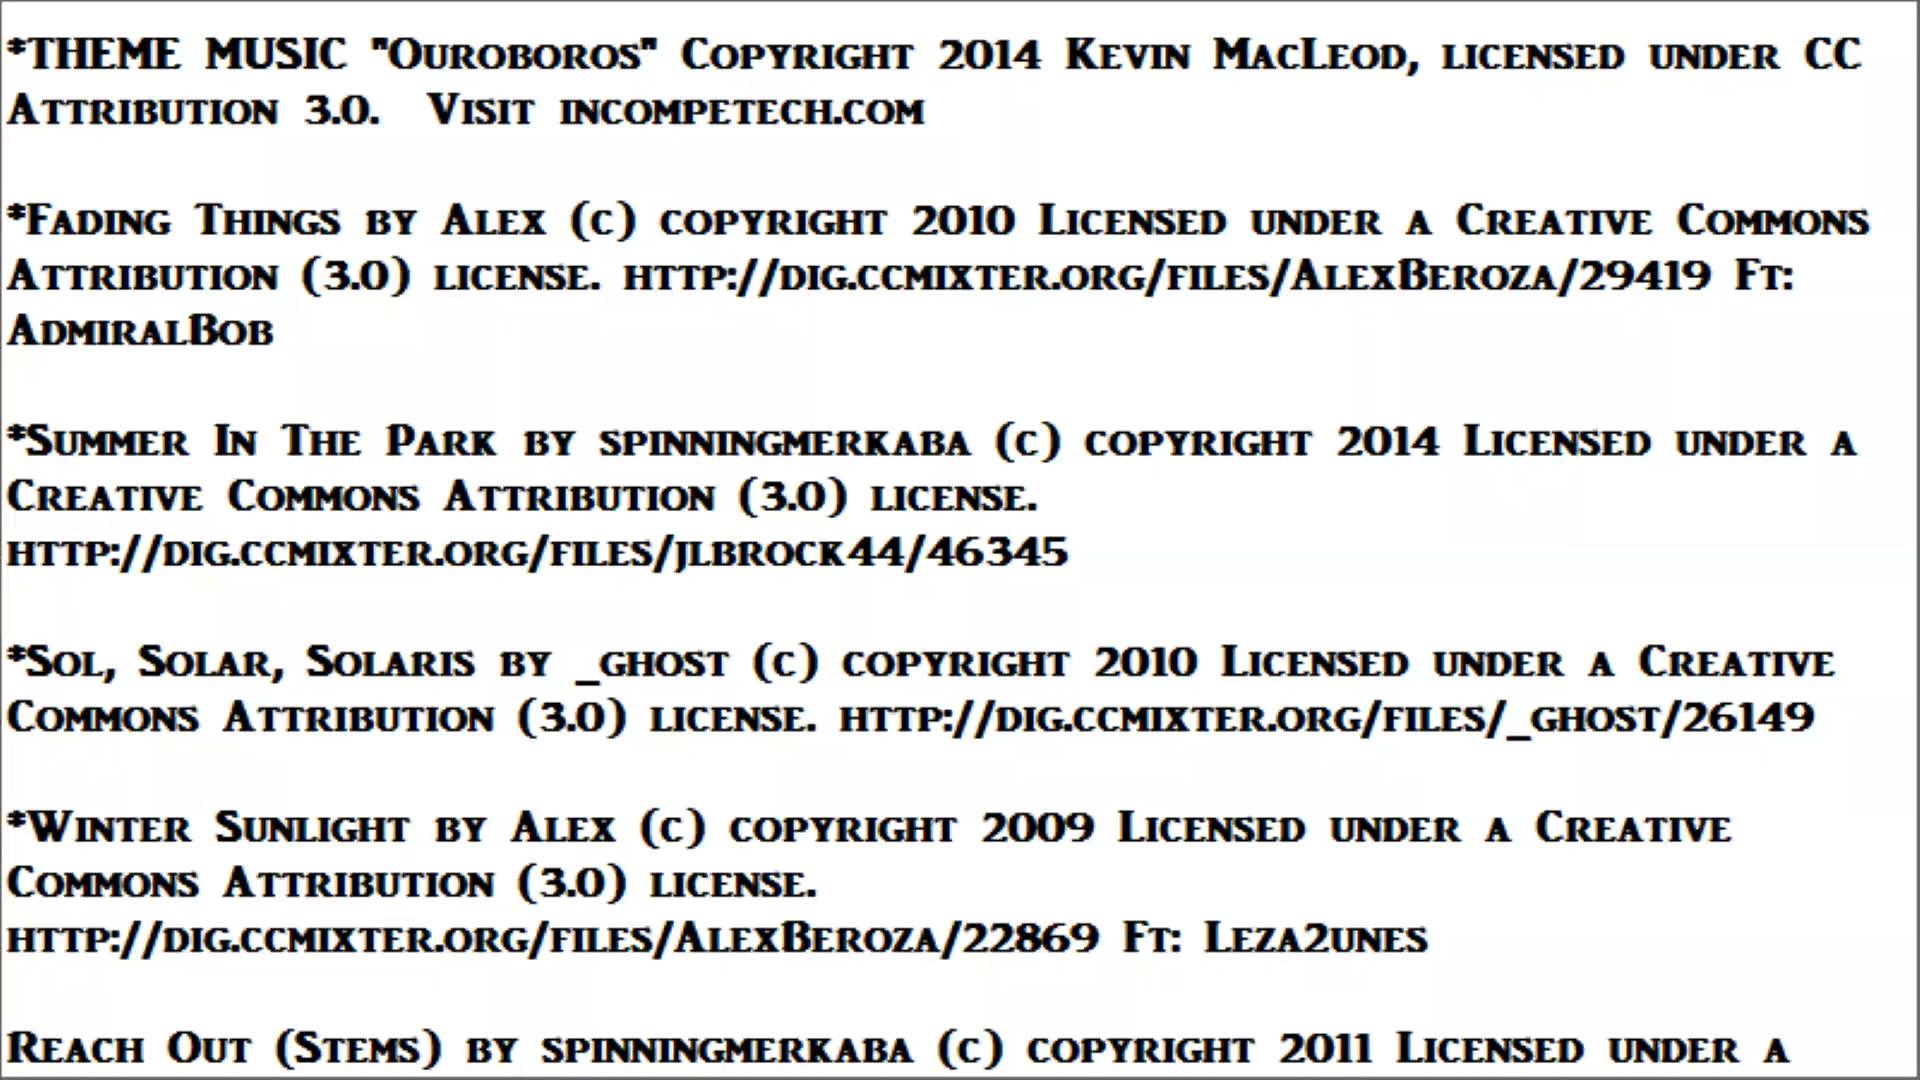 *THEME MUSIC "Ouroboros" Copyright 2014 Kevin MacLeod, licensed under CC
Attribution 3.0.  Visit incompetech.com
*Fading Things by Alex (c) copyright 2010 Licensed under a Creative Commons
Attribution (3.0) license. http://dig.ccmixter.org/files/AlexBeroza/29419 Ft:
AdmiralBob
*Summer In The Park by spinningmerkaba (c) copyright 2014 Licensed under a
Creative Commons Attribution (3.0) license.
http://dig.ccmixter.org/files/jlbrock44/46345
*Sol, Solar, Solaris by _ghost (c) copyright 2010 Licensed under a Creative
Commons Attribution (3.0) license. http://dig.ccmixter.org/files/_ghost/26149
*Winter Sunlight by Alex (c) copyright 2009 Licensed under a Creative
Commons Attribution (3.0) license.
http://dig.ccmixter.org/files/AlexBeroza/22869 Ft: Leza2unes
Reach Out (Stems) by spinningmerkaba (c) copyright 2011 Licensed under a